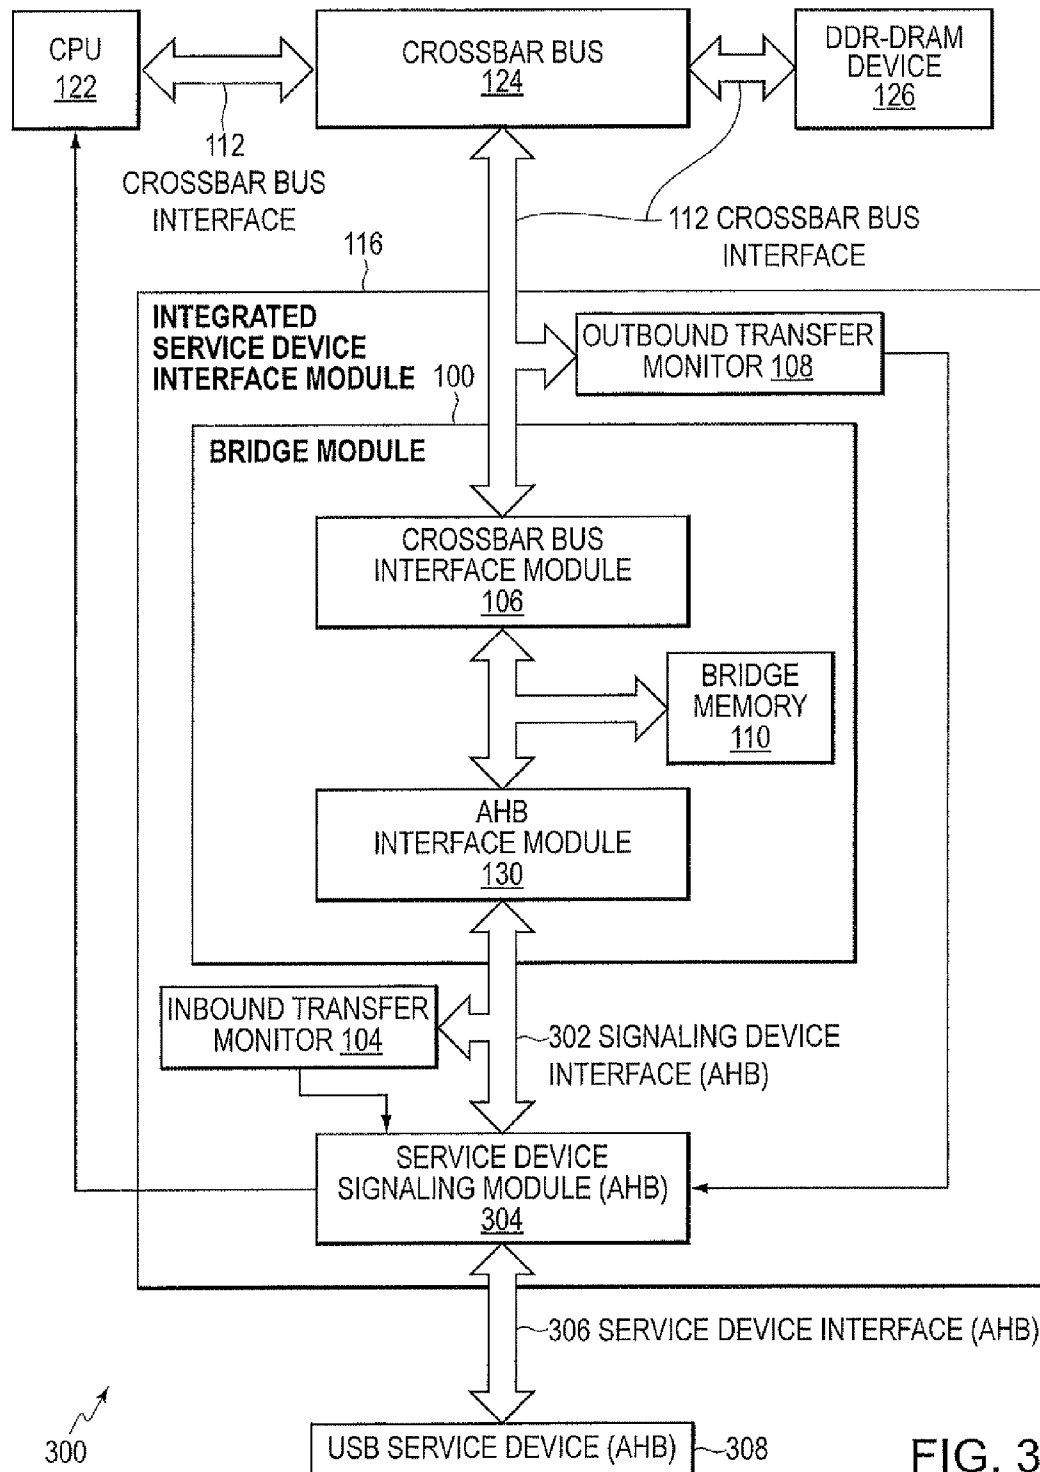 CPU
122
CROSSBAR BUS
124
DDR-DRAM
DEVICE
126
112
CROSSBAR BUS
INTERFACE
112 CROSSBAR BUS
INTERFACE
116
INTEGRATED
SERVICE DEVICE
INTERFACE MODULE
OUTBOUND TRANSFER
MONITOR 108
100
BRIDGE MODULE
CROSSBAR BUS
INTERFACE MODULE
106
BRIDGE
MEMORY
110
AHB
INTERFACE MODULE
130
INBOUND TRANSFER
MONITOR 104
302 SIGNALING DEVICE
INTERFACE (AHB)
SERVICE DEVICE
SIGNALING MODULE (AHB)
304
306 SERVICE DEVICE INTERFACE (AHB)
300
USB SERVICE DEVICE (AHB)
308
FIG. 3